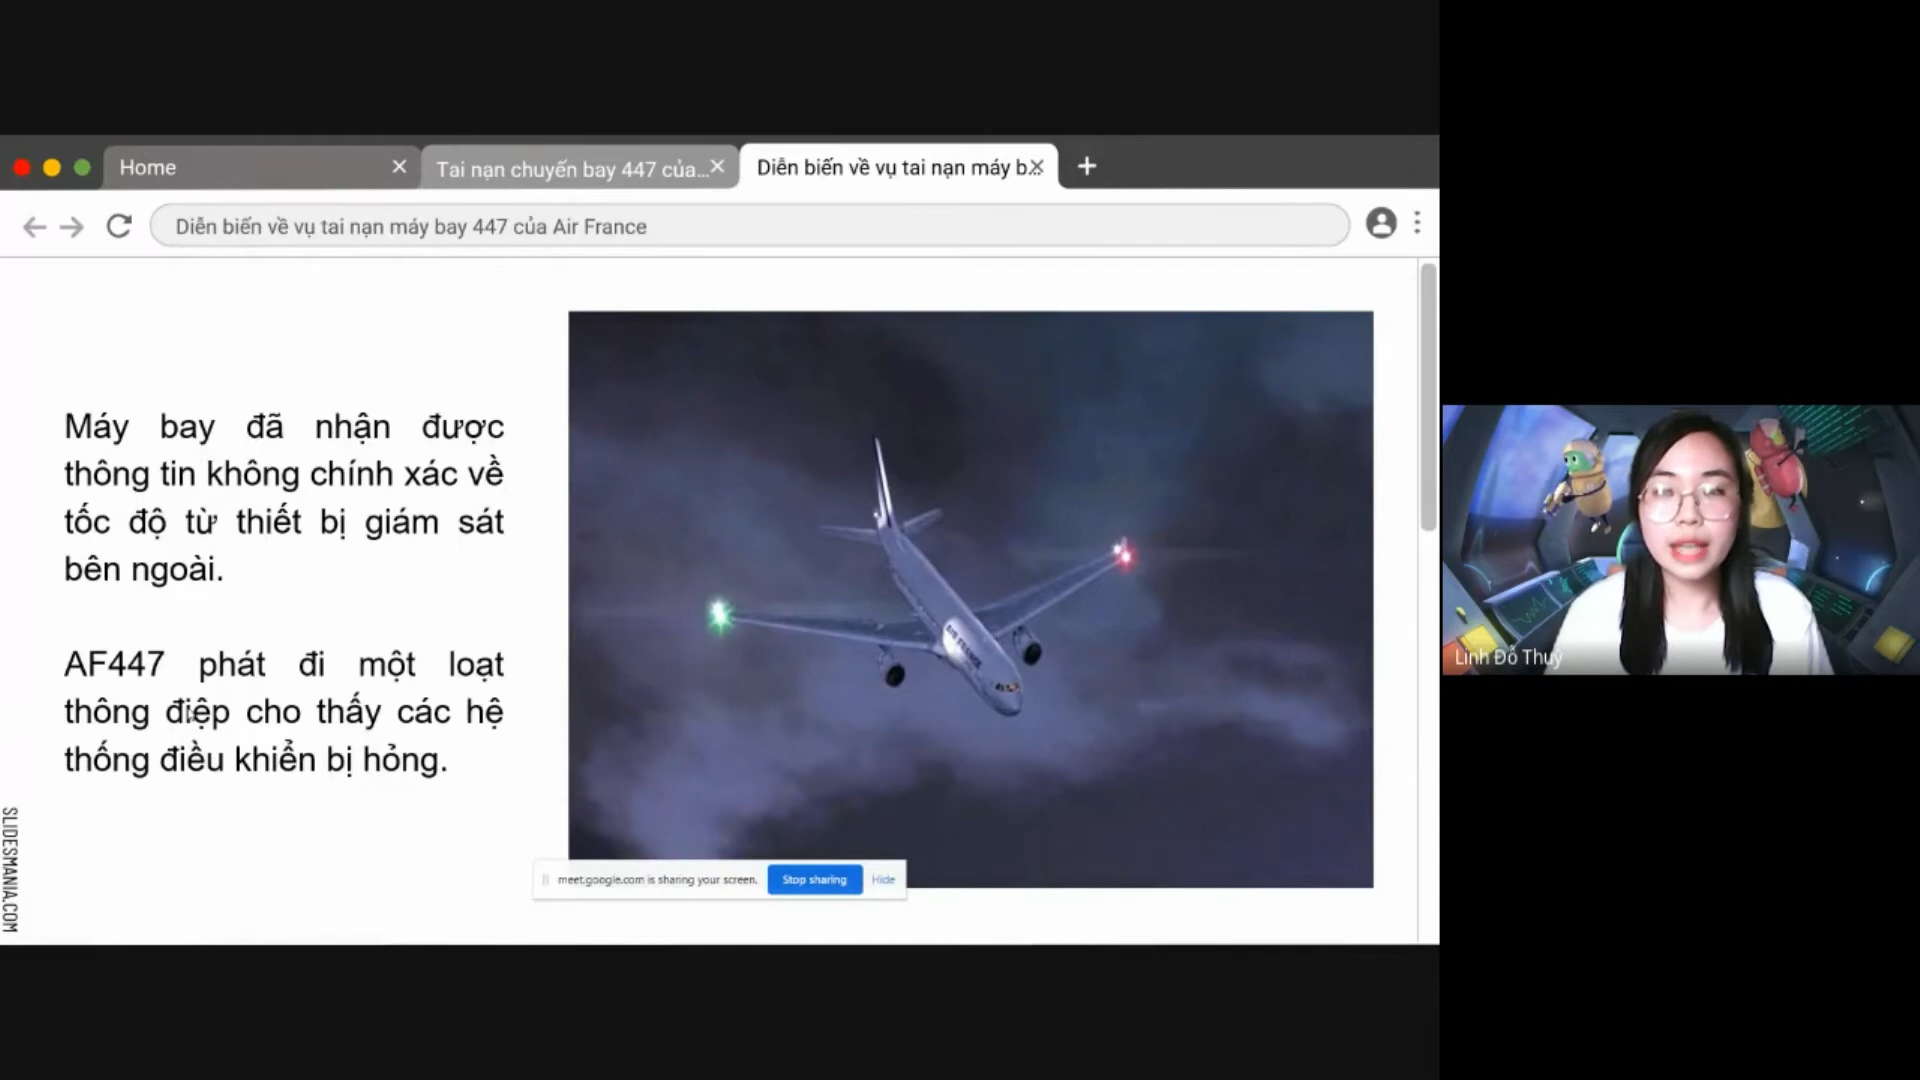 Home
Tai nạn chuyến bay 447 của...
Diễn biến về vụ tai nạn máy b...
Diễn biến về vụ tai nạn máy bay 447 của Air France
Máy bay đã nhận được
thông tin không chính xác về
tốc độ từ thiết bị giám sát
bên ngoài.
AF447 phát đi một loạt
thông điệp cho thấy các hệ
thống điều khiển bị hỏng.
AIR FRANCE
SLIDESMANIA.COM
meet.google.com is sharing your screen.
Stop sharing
Hide
Linh Đỗ Thuỳ